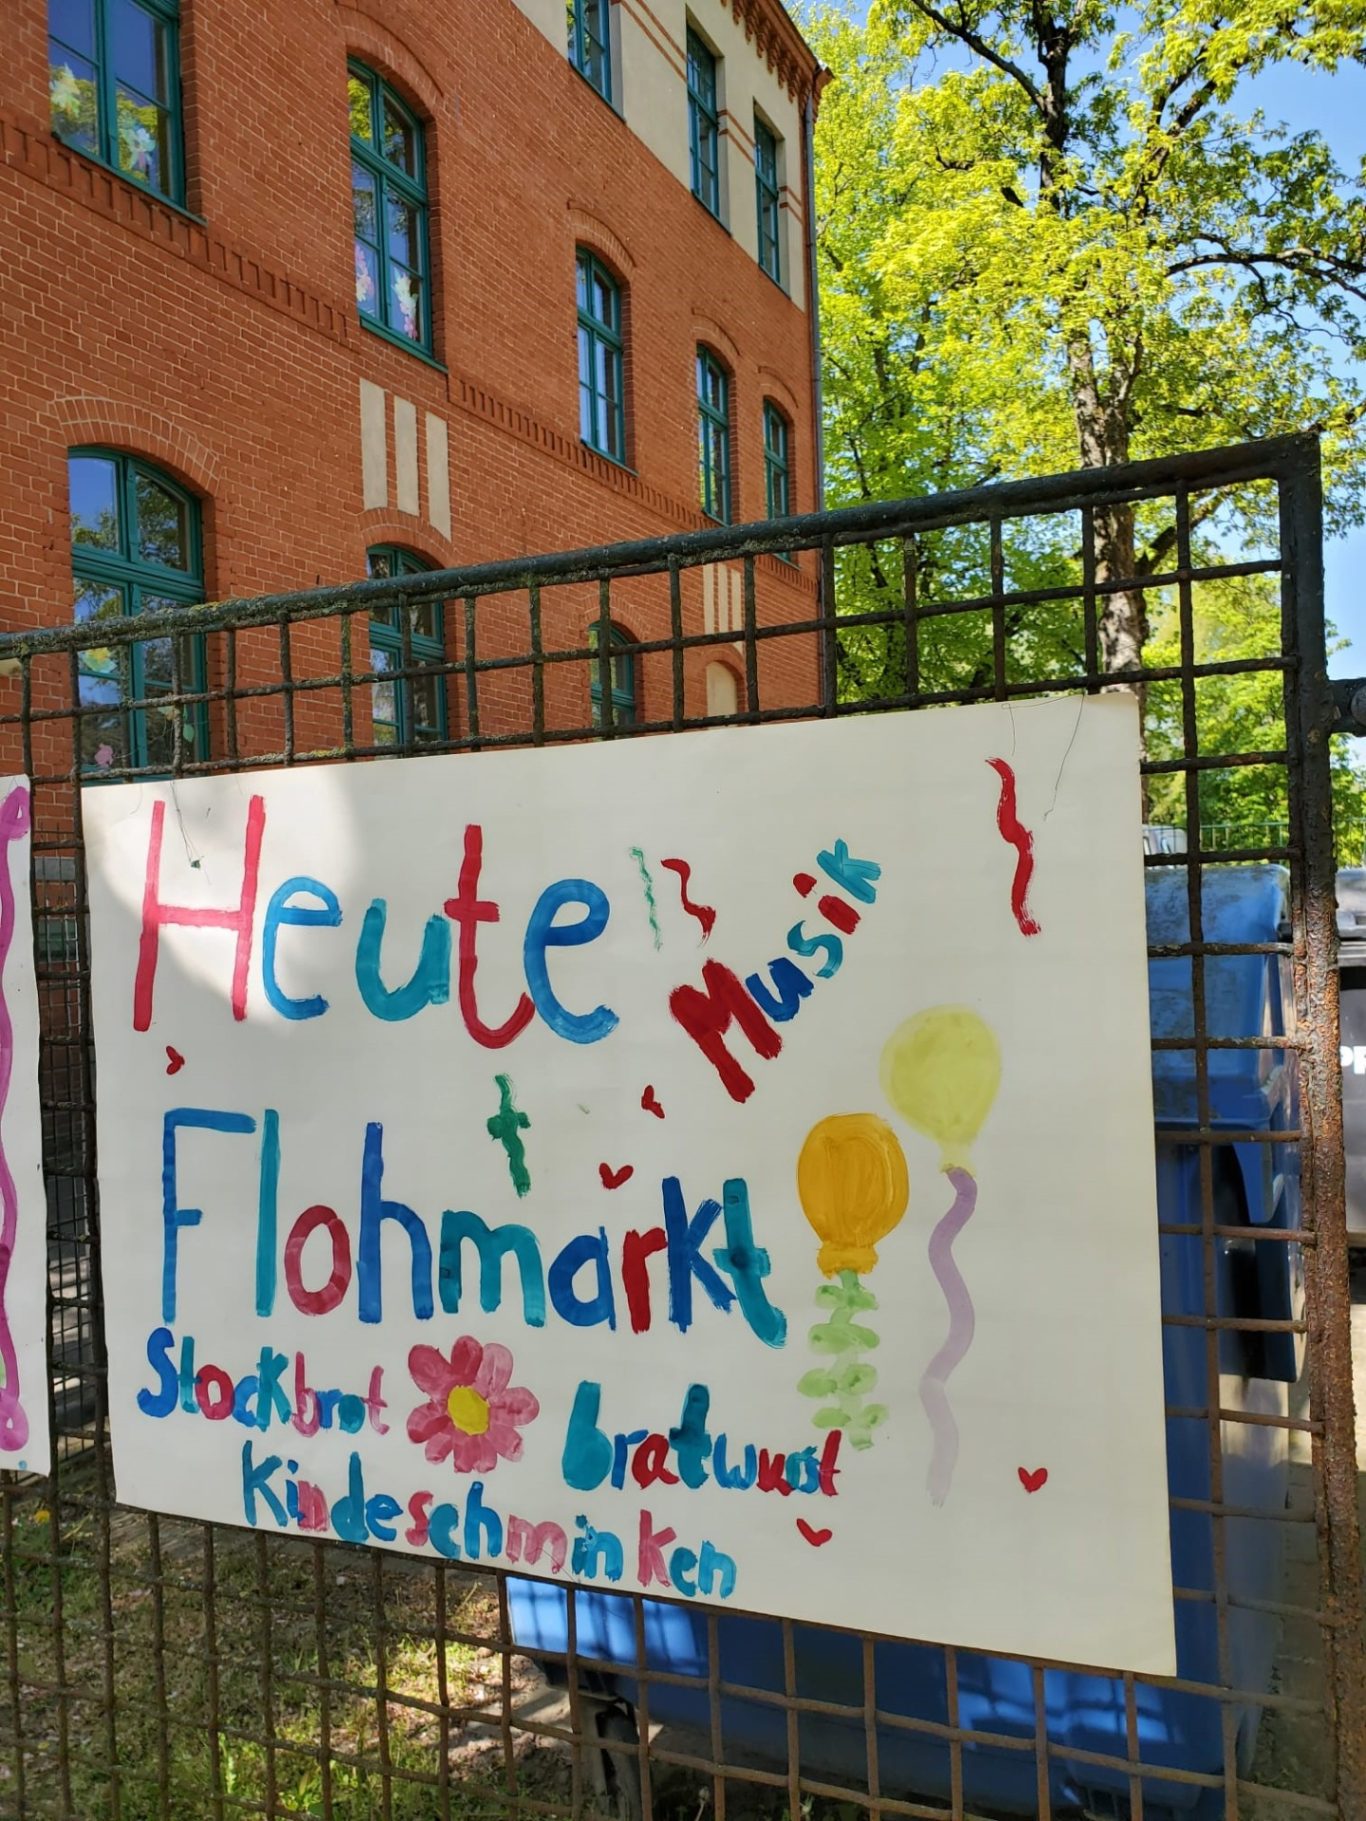 Heute
Musik
Flohmarkt
Stockbrot bratwurst
Kindeschminken